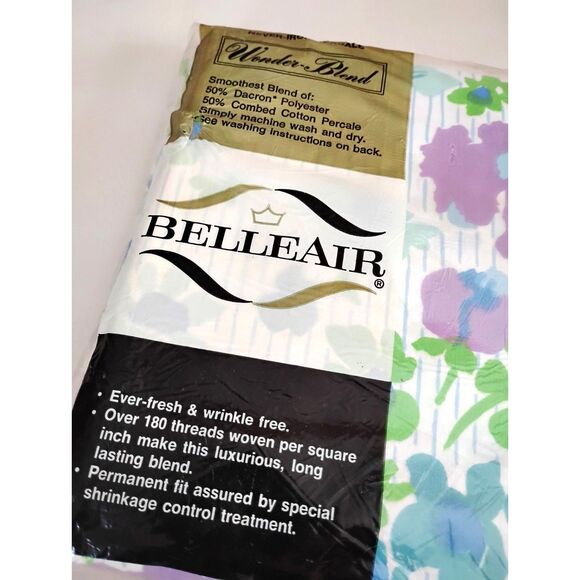 Wonder-Blend
Smoothest Blend of:
50% Dacron* Polyester
50% Combed Cotton Percale
Simply machine wash and dry.
See washing instructions on back.
BELLEAIR®
• Ever-fresh & wrinkle free.
• Over 180 threads woven per square
inch make this luxurious, long
lasting blend.
• Permanent fit assured by special
shrinkage control treatment.